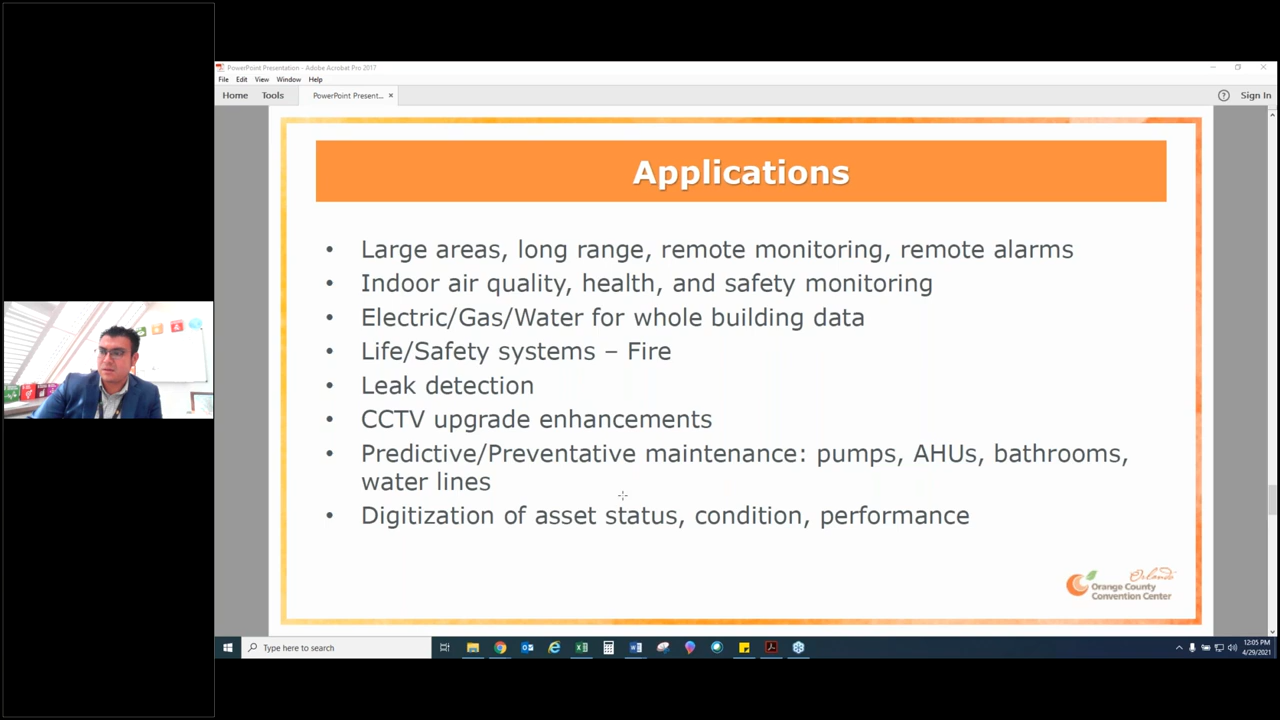 PowerPoint Presentation - Adobe Acrobat Pro 2017
File Edit View Window Help
Home Tools PowerPoint Present... × ? Sign In
Applications
• Large areas, long range, remote monitoring, remote alarms
• Indoor air quality, health, and safety monitoring
• Electric/Gas/Water for whole building data
• Life/Safety systems – Fire
• Leak detection
• CCTV upgrade enhancements
• Predictive/Preventative maintenance: pumps, AHUs, bathrooms,
water lines
• Digitization of asset status, condition, performance
Orlando
Orange County
Convention Center
Type here to search
12:05 PM
4/29/2021